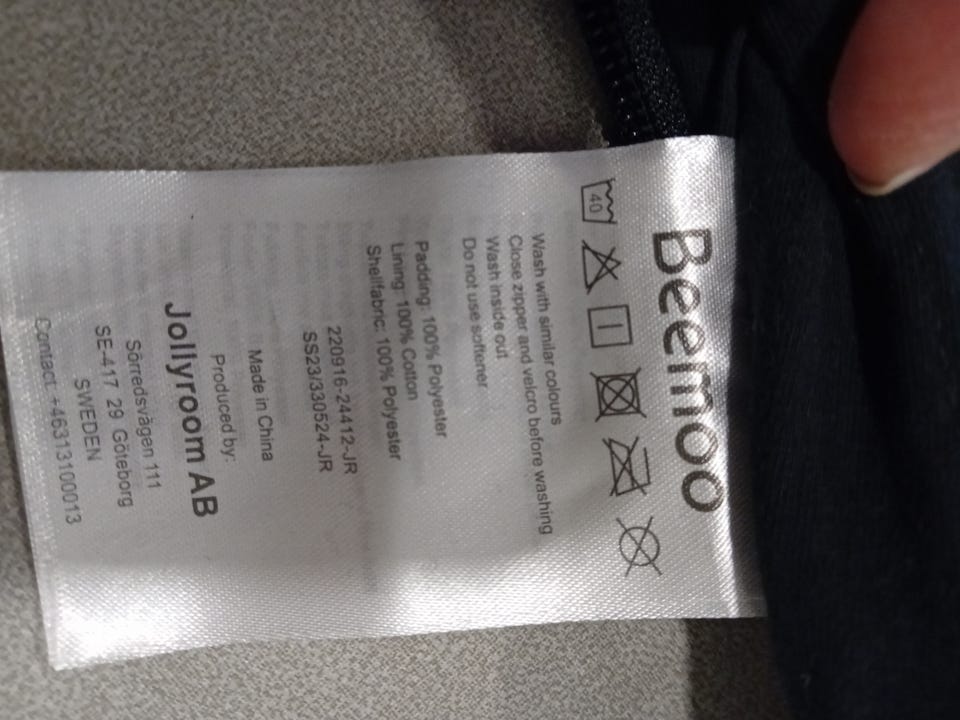 Beemoo
40
Wash with similar colours
Close zipper and velcro before washing
Wash inside out
Do not use softener
Padding: 100% Polyester
Lining: 100% Cotton
Shellfabric: 100% Polyester
220916-24412-JR
SS23/330524-JR
Made in China
Produced by:
Jollyroom AB
Sörredsvägen 111
SE-417 29 Göteborg
SWEDEN
Contact: +46313100013